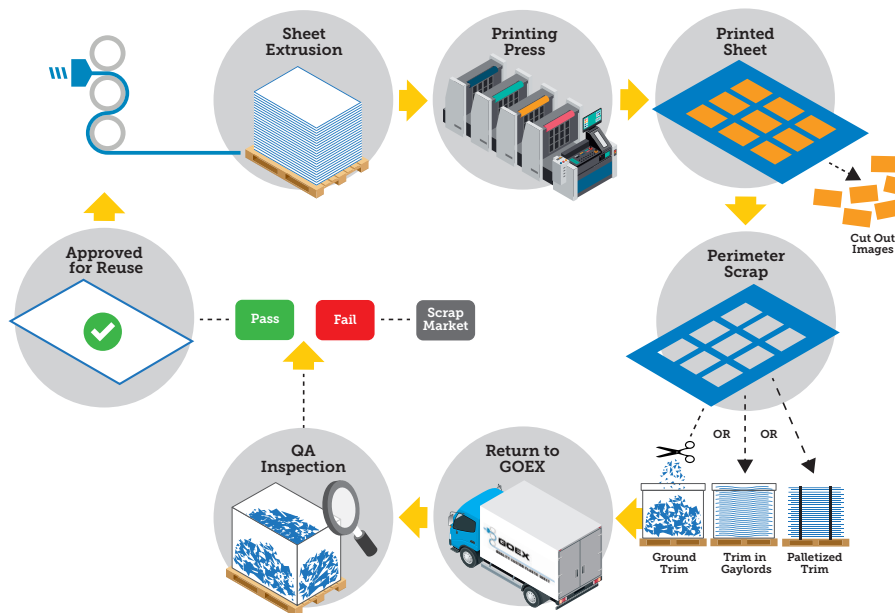 Sheet
Extrusion
Printing
Press
Printed
Sheet
Cut Out
Images
Approved
for Reuse
Pass
Fail
Scrap
Market
Perimeter
Scrap
OR
OR
QA
Inspection
Return to
GOEX
GOEX
Ground
Trim
Trim in
Gaylords
Palletized
Trim